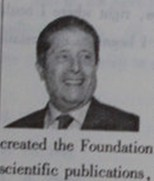 created the Foundation
scientific publications,